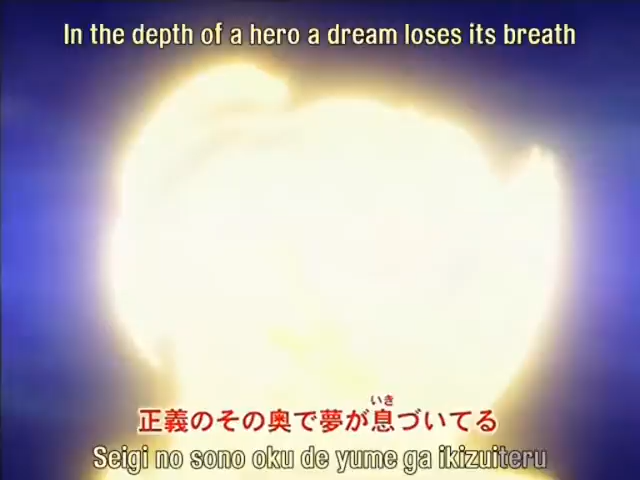 In the depth of a hero a dream loses its breath
いき
正義のその奥で夢が息づいてる
Seigi no sono oku de yume ga ikizuiteru